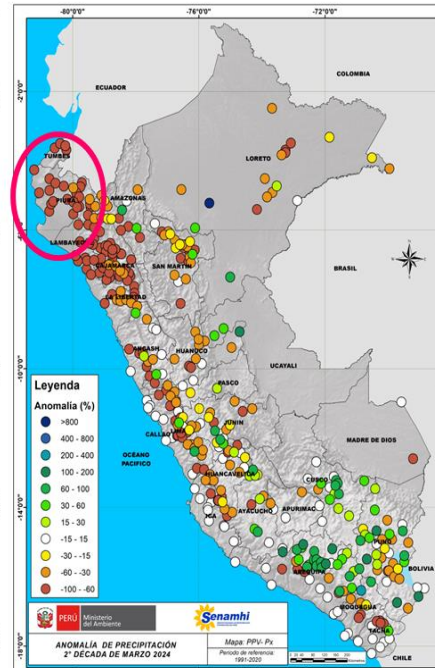 -80°0'0"
-76°0'0"
-72°0'0"
COLOMBIA
ECUADOR
-2°0'0"
LORETO
TUMBES
PIURA
AMAZONAS
LAMBAYEQUE
CAJAMARCA
SAN MARTIN
BRASIL
LA LIBERTAD
ANCASH
HUANUCO
-10°0'0"
UCAYALI
PASCO
Leyenda
Anomalía (%)
>800
400 - 800
200 - 400
100 - 200
60 - 100
30 - 60
15 - 30
-15 - 15
-30 - -15
-60 - -30
-100 - -60
LIMA
JUNIN
CALLAO
MADRE DE DIOS
OCÉANO
PACIFICO
HUANCAVELICA
CUSCO
-14°0'0"
ICA
AYACUCHO
APURIMAC
PUNO
AREQUIPA
BOLIVIA
MOQUEGUA
TACNA
-18°0'0"
CHILE
PERÚ
Ministerio
del Ambiente
Senamhi
ANOMALÍA DE PRECIPITACIÓN
2° DÉCADA DE MARZO 2024
Mapa: PPV- Px
Periodo de referencia:
1991-2020